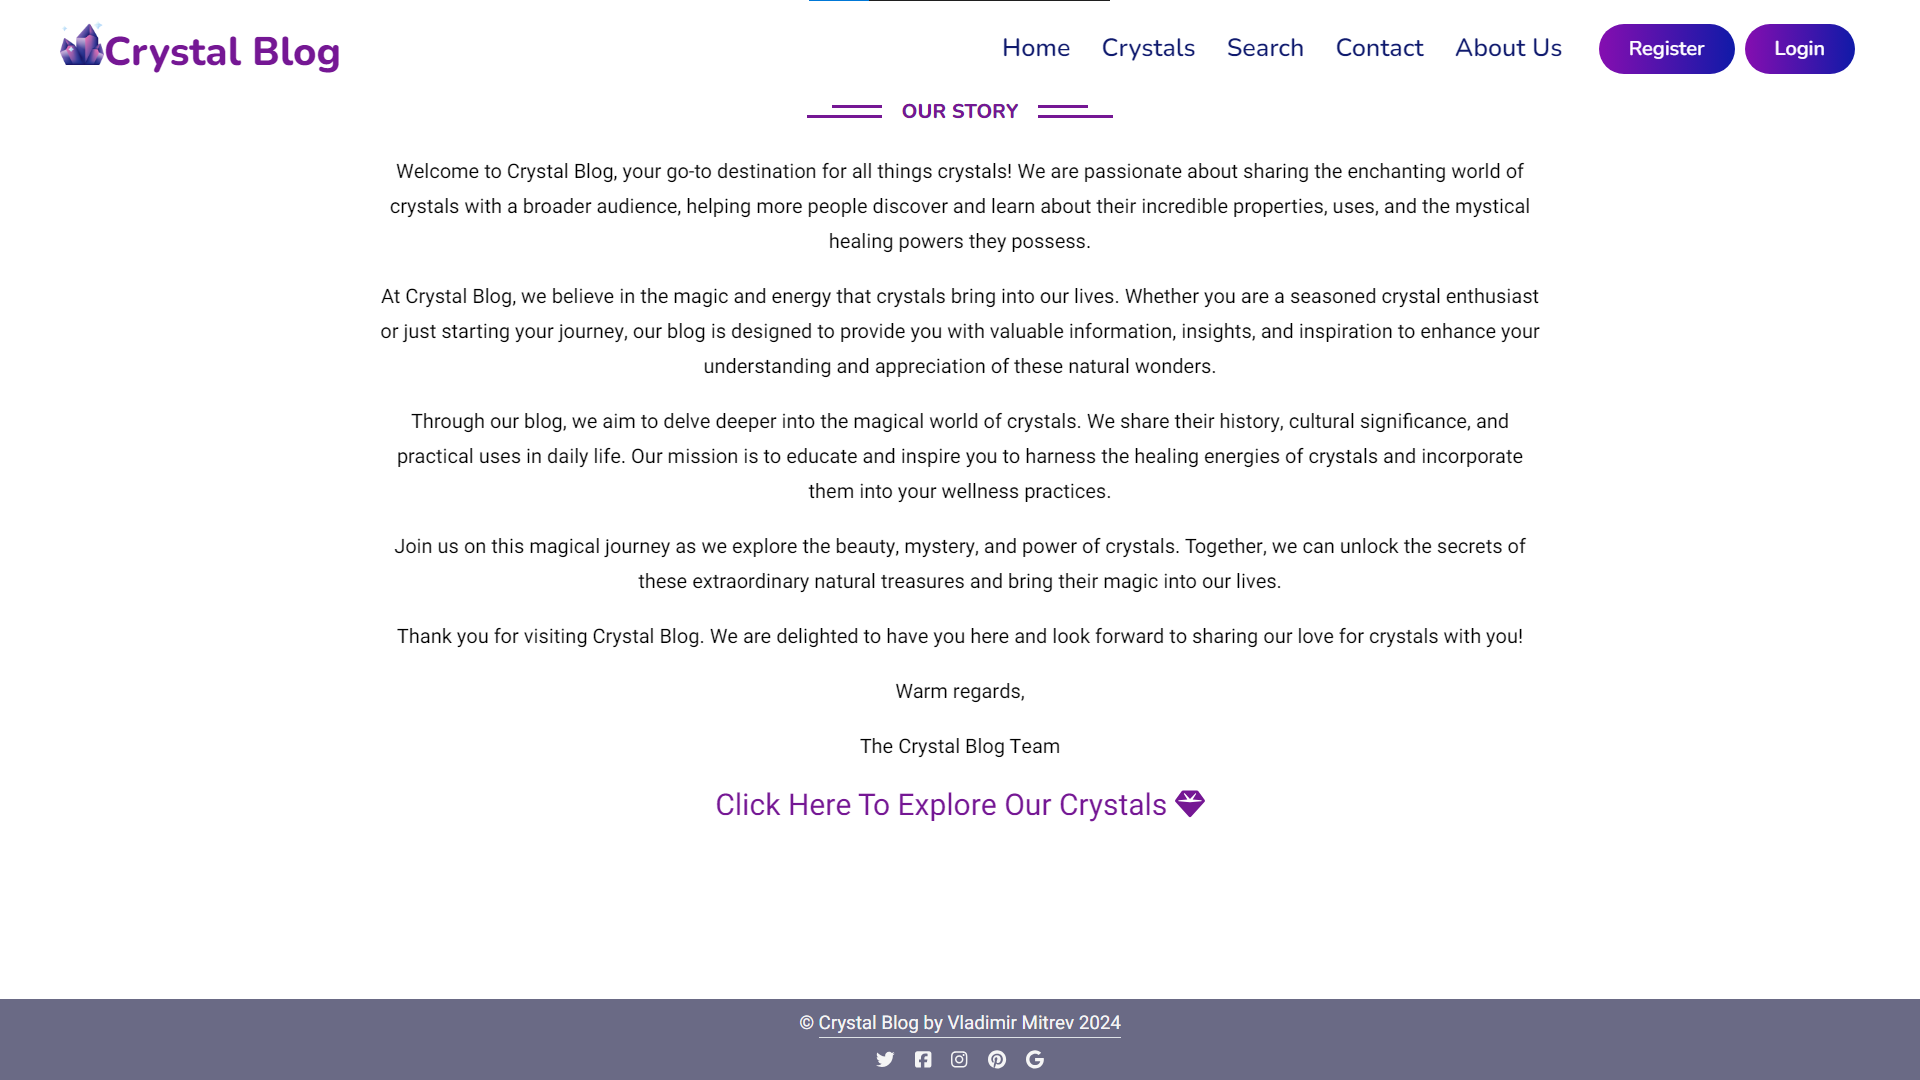 Crystal Blog
Home Crystals Search Contact About Us Register Login
OUR STORY
Welcome to Crystal Blog, your go-to destination for all things crystals! We are passionate about sharing the enchanting world of
crystals with a broader audience, helping more people discover and learn about their incredible properties, uses, and the mystical
healing powers they possess.
At Crystal Blog, we believe in the magic and energy that crystals bring into our lives. Whether you are a seasoned crystal enthusiast
or just starting your journey, our blog is designed to provide you with valuable information, insights, and inspiration to enhance your
understanding and appreciation of these natural wonders.
Through our blog, we aim to delve deeper into the magical world of crystals. We share their history, cultural significance, and
practical uses in daily life. Our mission is to educate and inspire you to harness the healing energies of crystals and incorporate
them into your wellness practices.
Join us on this magical journey as we explore the beauty, mystery, and power of crystals. Together, we can unlock the secrets of
these extraordinary natural treasures and bring their magic into our lives.
Thank you for visiting Crystal Blog. We are delighted to have you here and look forward to sharing our love for crystals with you!
Warm regards,
The Crystal Blog Team
Click Here To Explore Our Crystals
© Crystal Blog by Vladimir Mitrev 2024